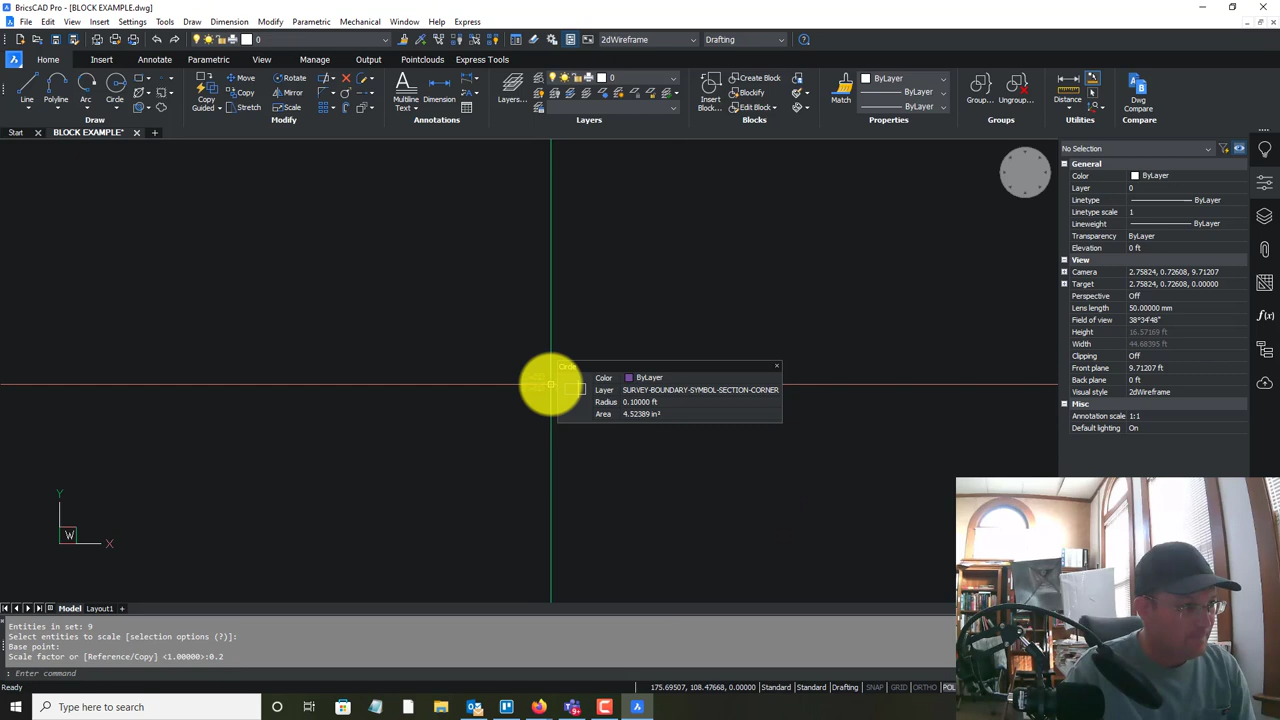 BricsCAD Pro - [BLOCK EXAMPLE.dwg]
File Edit View Insert Settings Tools Draw Dimension Modify Parametric Mechanical Window Help Express
0 2dWireframe Drafting
Home Insert Annotate Parametric View Manage Output Pointclouds Express Tools
Line Polyline Arc Circle
Copy Guided Move Copy Stretch Rotate Mirror Scale
Multiline Text Dimension
Layers... 0
Insert Block... Create Block Blockify Edit Block
Match ByLayer ByLayer ByLayer
Group... Ungroup...
Distance
Dwg Compare
Draw Modify Annotations Layers Blocks Properties Groups Utilities Compare
Start BLOCK EXAMPLE*
No Selection
General
Color ByLayer
Layer 0
Linetype ByLayer
Linetype scale 1
Lineweight ByLayer
Transparency ByLayer
Elevation 0 ft
View
Camera 2.75824, 0.72608, 9.71207
Target 2.75824, 0.72608, 0.00000
Perspective Off
Lens length 50.00000 mm
Field of view 38°34'48"
Height 16.57169 ft
Width 44.68395 ft
Clipping Off
Front plane 9.71207 ft
Back plane 0 ft
Visual style 2dWireframe
Misc
Annotation scale 1:1
Default lighting On
Circle
Color ByLayer
Layer SURVEY-BOUNDARY-SYMBOL-SECTION-CORNER
Radius 0.10000 ft
Area 4.52389 in²
Y
W
X
Model Layout1
Entities in set: 9
Select entities to scale [selection options (?)]:
Base point:
Scale factor or [Reference/Copy] <1.00000>:0.2
: Enter command
Ready 175.69507, 108.47668, 0.00000 Standard Standard Drafting SNAP GRID ORTHO POL
Type here to search